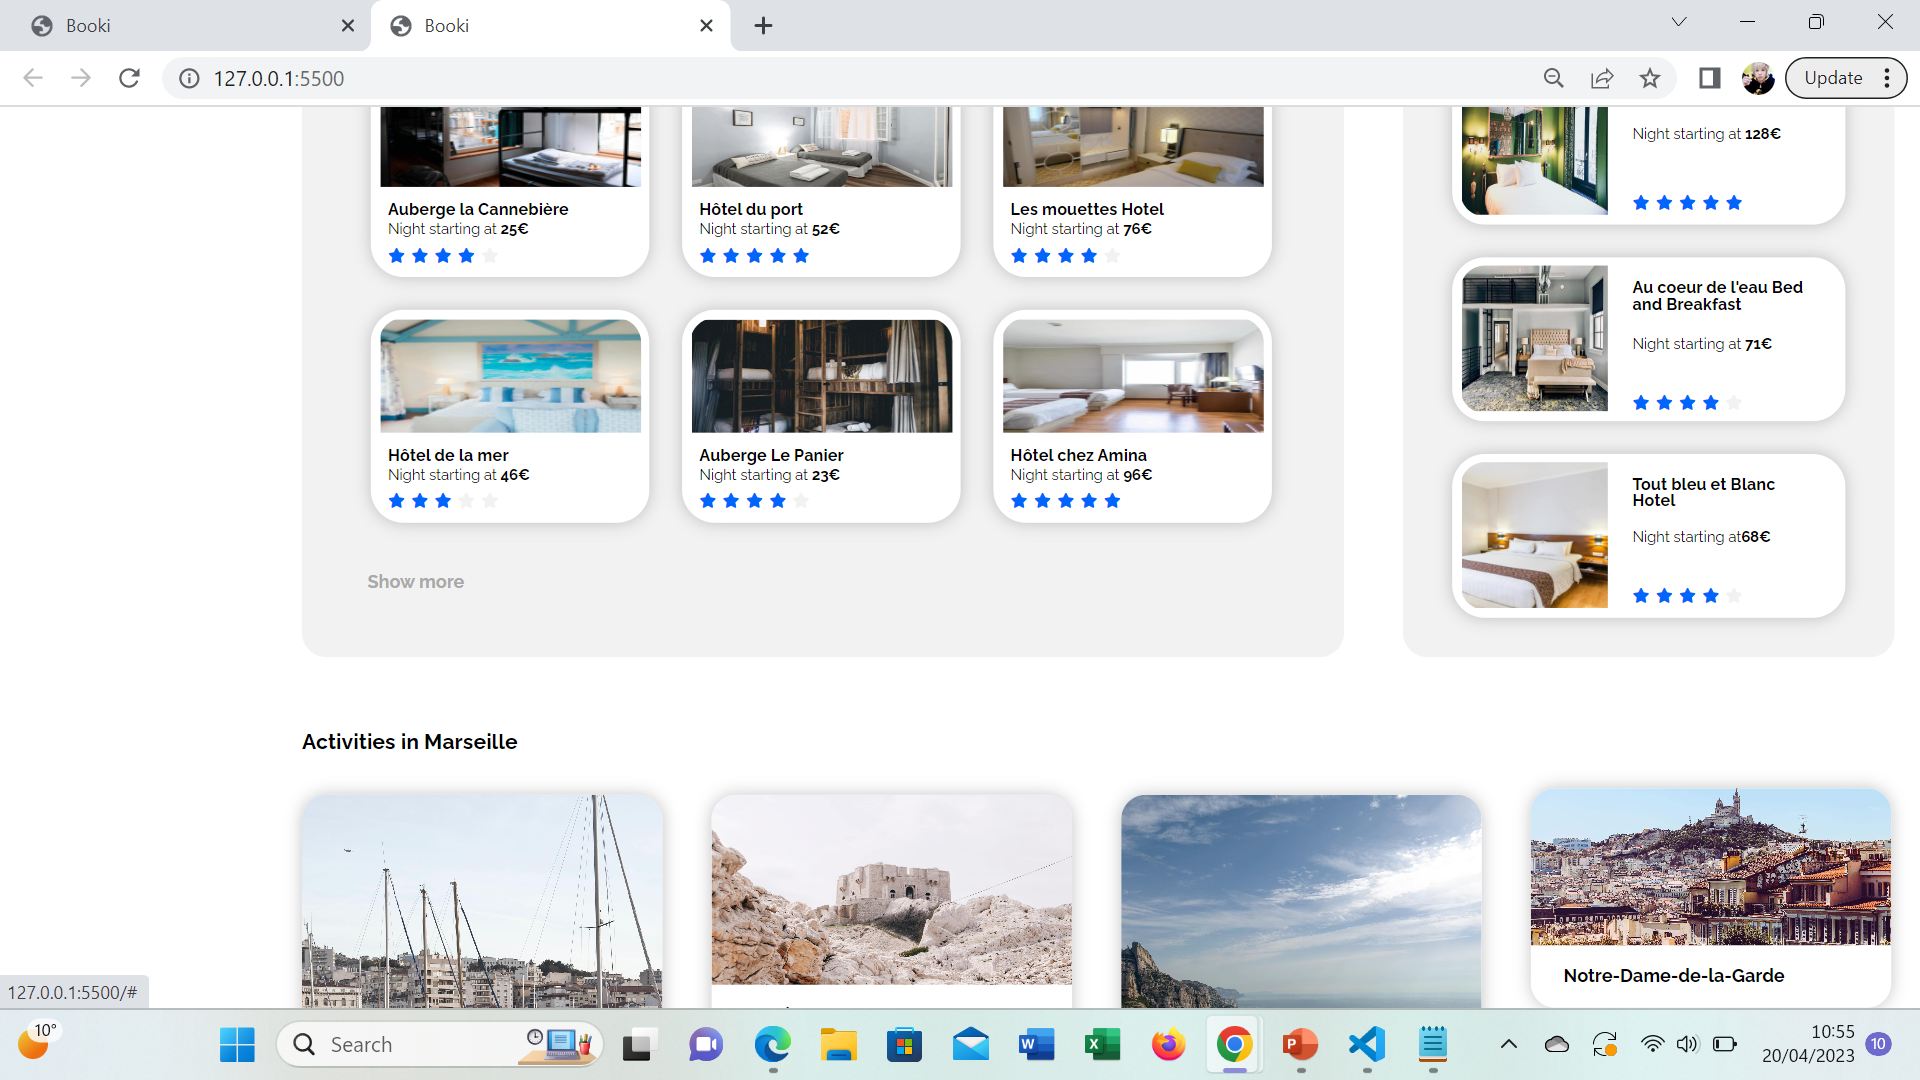 Booki
Booki
127.0.0.1:5500
Update
Auberge la Cannebière
Night starting at 25€
Hôtel du port
Night starting at 52€
Les mouettes Hotel
Night starting at 76€
Hôtel de la mer
Night starting at 46€
Auberge Le Panier
Night starting at 23€
Hôtel chez Amina
Night starting at 96€
Show more
Night starting at 128€
Au coeur de l'eau Bed
and Breakfast
Night starting at 71€
Tout bleu et Blanc
Hotel
Night starting at68€
Activities in Marseille
Notre-Dame-de-la-Garde
127.0.0.1:5500/#
10°
Search
W
X
P
10:55
20/04/2023
10